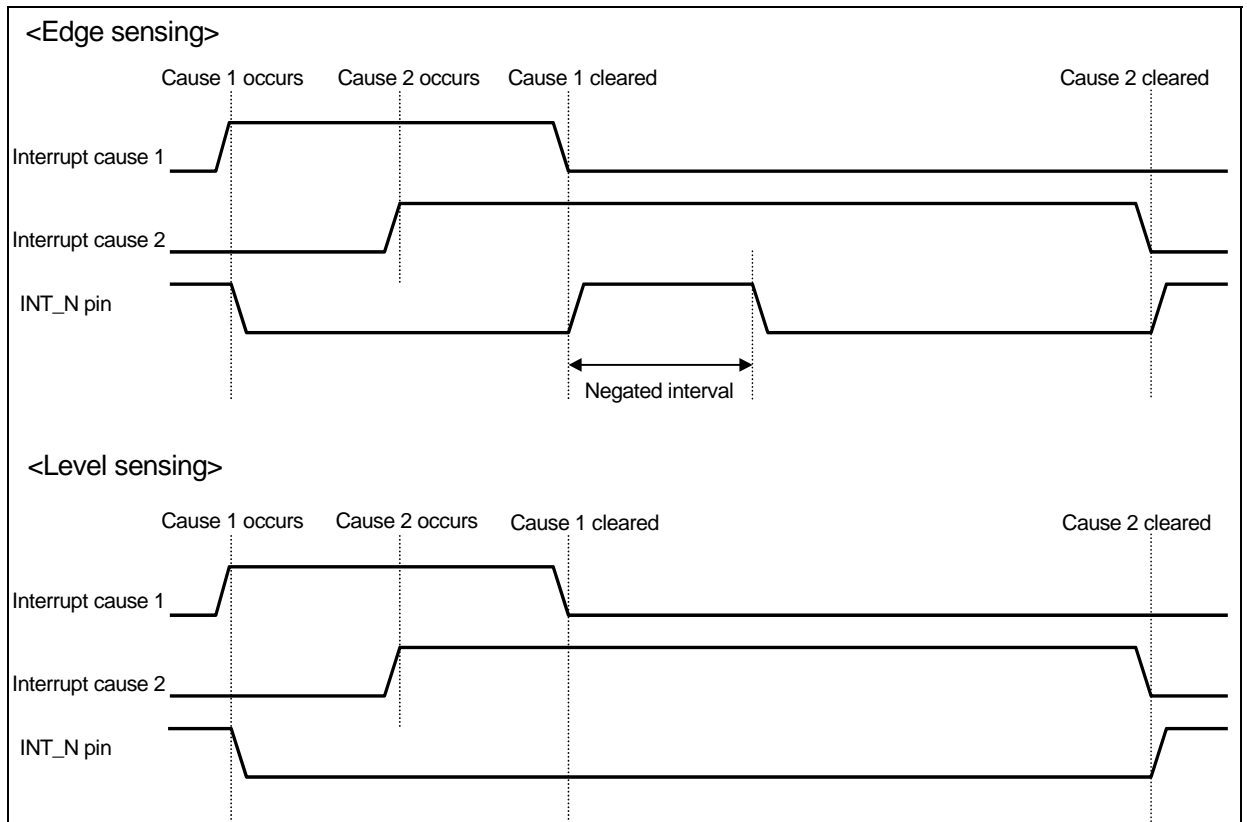 <Edge sensing>
Cause 1 occurs Cause 2 occurs Cause 1 cleared Cause 2 cleared
Interrupt cause 1
Interrupt cause 2
INT_N pin
Negated interval
<Level sensing>
Cause 1 occurs Cause 2 occurs Cause 1 cleared Cause 2 cleared
Interrupt cause 1
Interrupt cause 2
INT_N pin